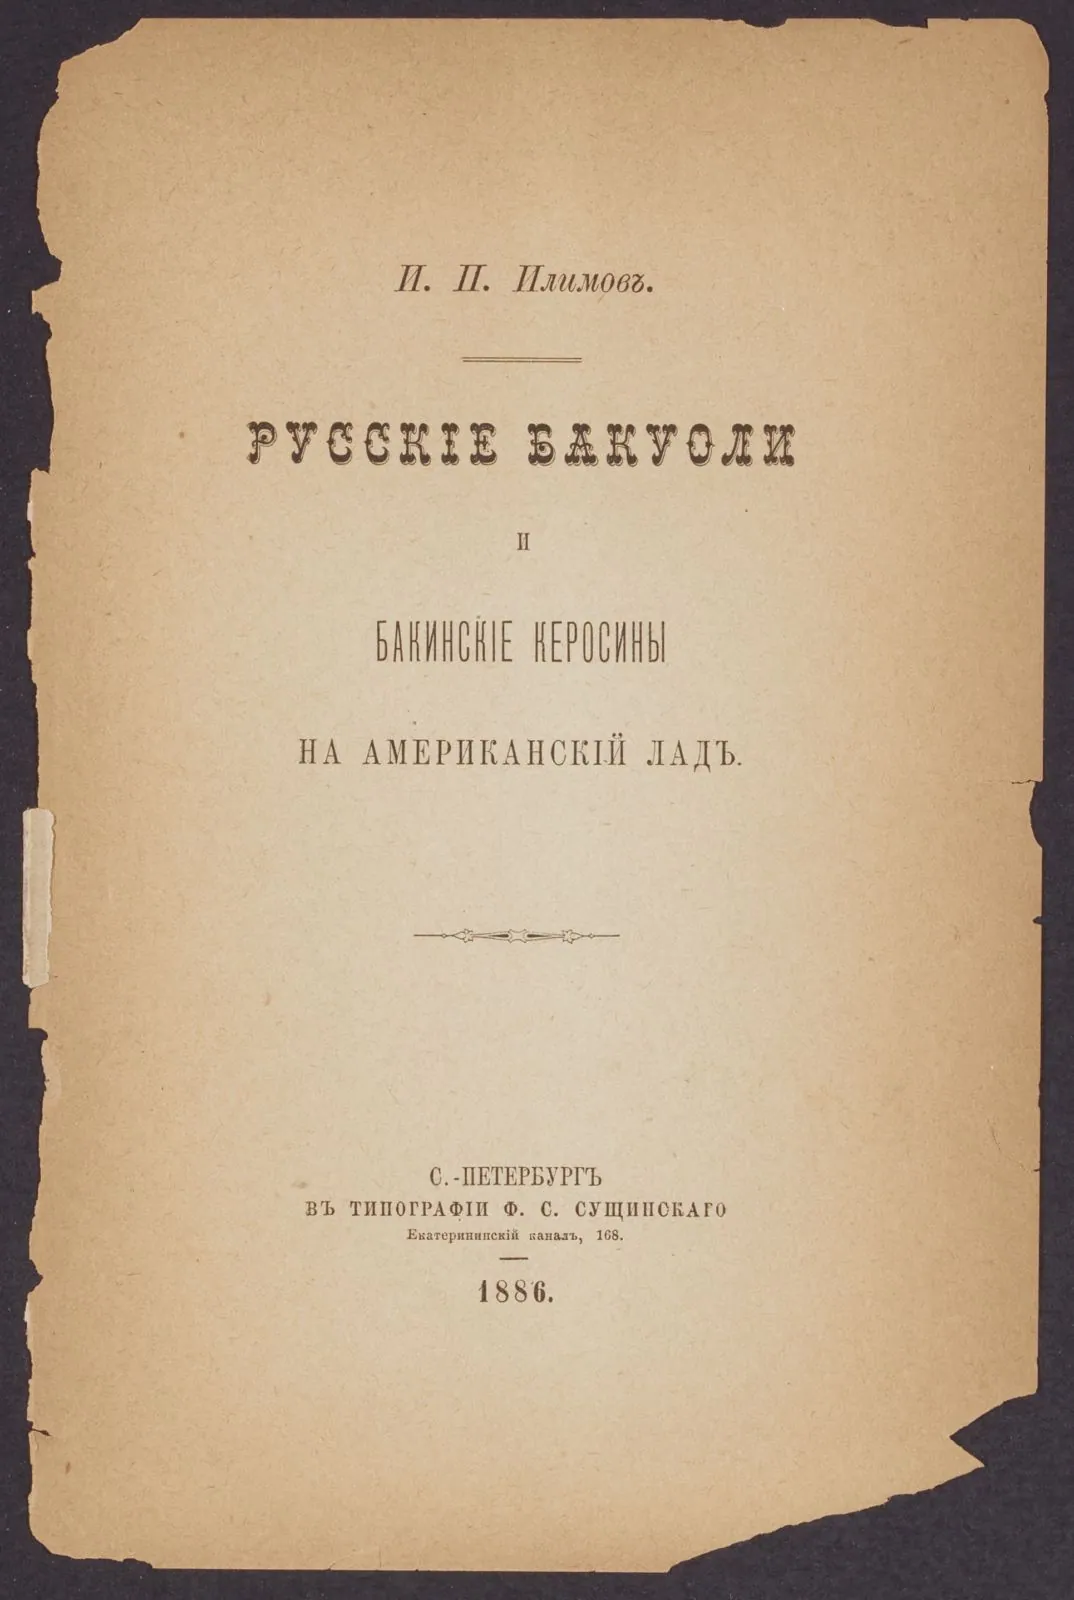 И. П. Илимовъ.
РУССКІЕ БАКУОЛИ
И
БАКИНСКІЕ КЕРОСИНЫ
НА АМЕРИКАНСКІЙ ЛАДЪ.
С.-ПЕТЕРБУРГЪ
ВЪ ТИПОГРАФІИ Ф. С. СУЩИНСКАГО
Екатерининскій каналъ, 168.
1886.